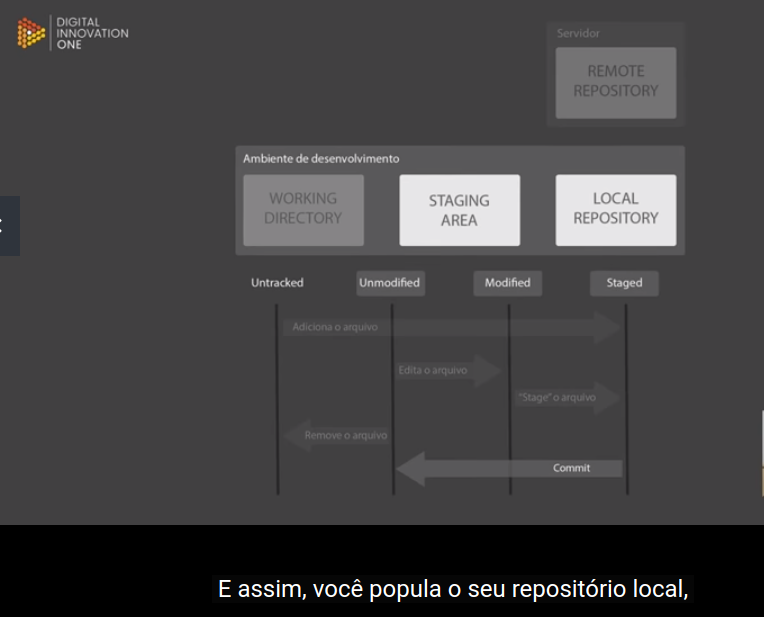 DIGITAL
INNOVATION
ONE
Servidor
REMOTE
REPOSITORY
Ambiente de desenvolvimento
WORKING
DIRECTORY
STAGING
AREA
LOCAL
REPOSITORY
Untracked
Unmodified
Modified
Staged
Adiciona o arquivo
Edita o arquivo
"Stage" o arquivo
Remove o arquivo
Commit
E assim, você popula o seu repositório local,